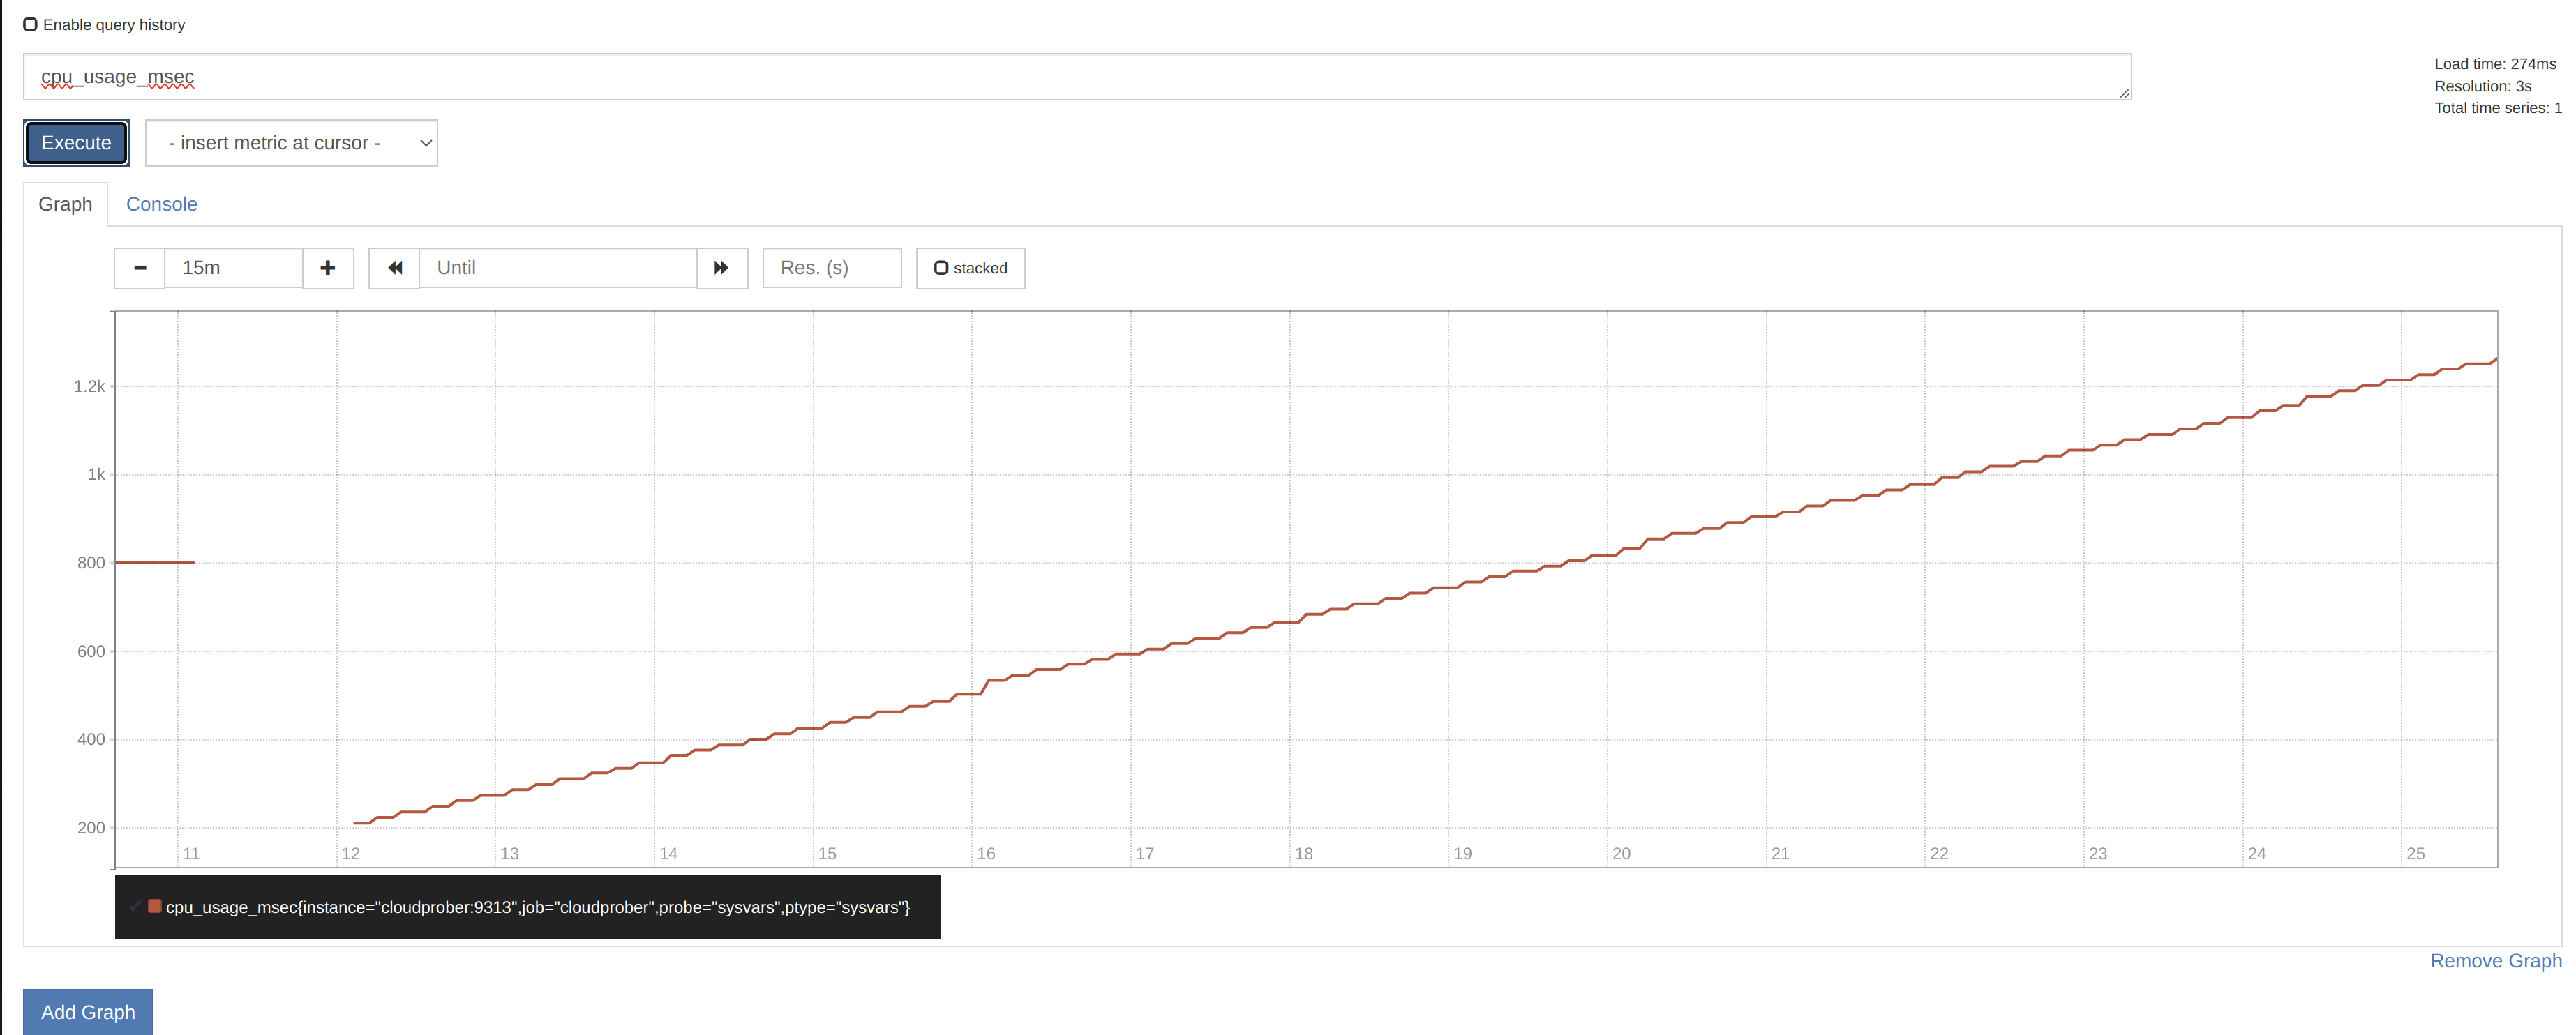 Enable query history
cpu_usage_msec
Load time: 274ms
Resolution: 3s
Total time series: 1
Execute
- insert metric at cursor -
Graph
Console
15m
Until
Res. (s)
stacked
1.2k
1k
800
600
400
200
11 12 13 14 15 16 17 18 19 20 21 22 23 24 25
cpu_usage_msec{instance="cloudprober:9313",job="cloudprober",probe="sysvars",ptype="sysvars"}
Remove Graph
Add Graph